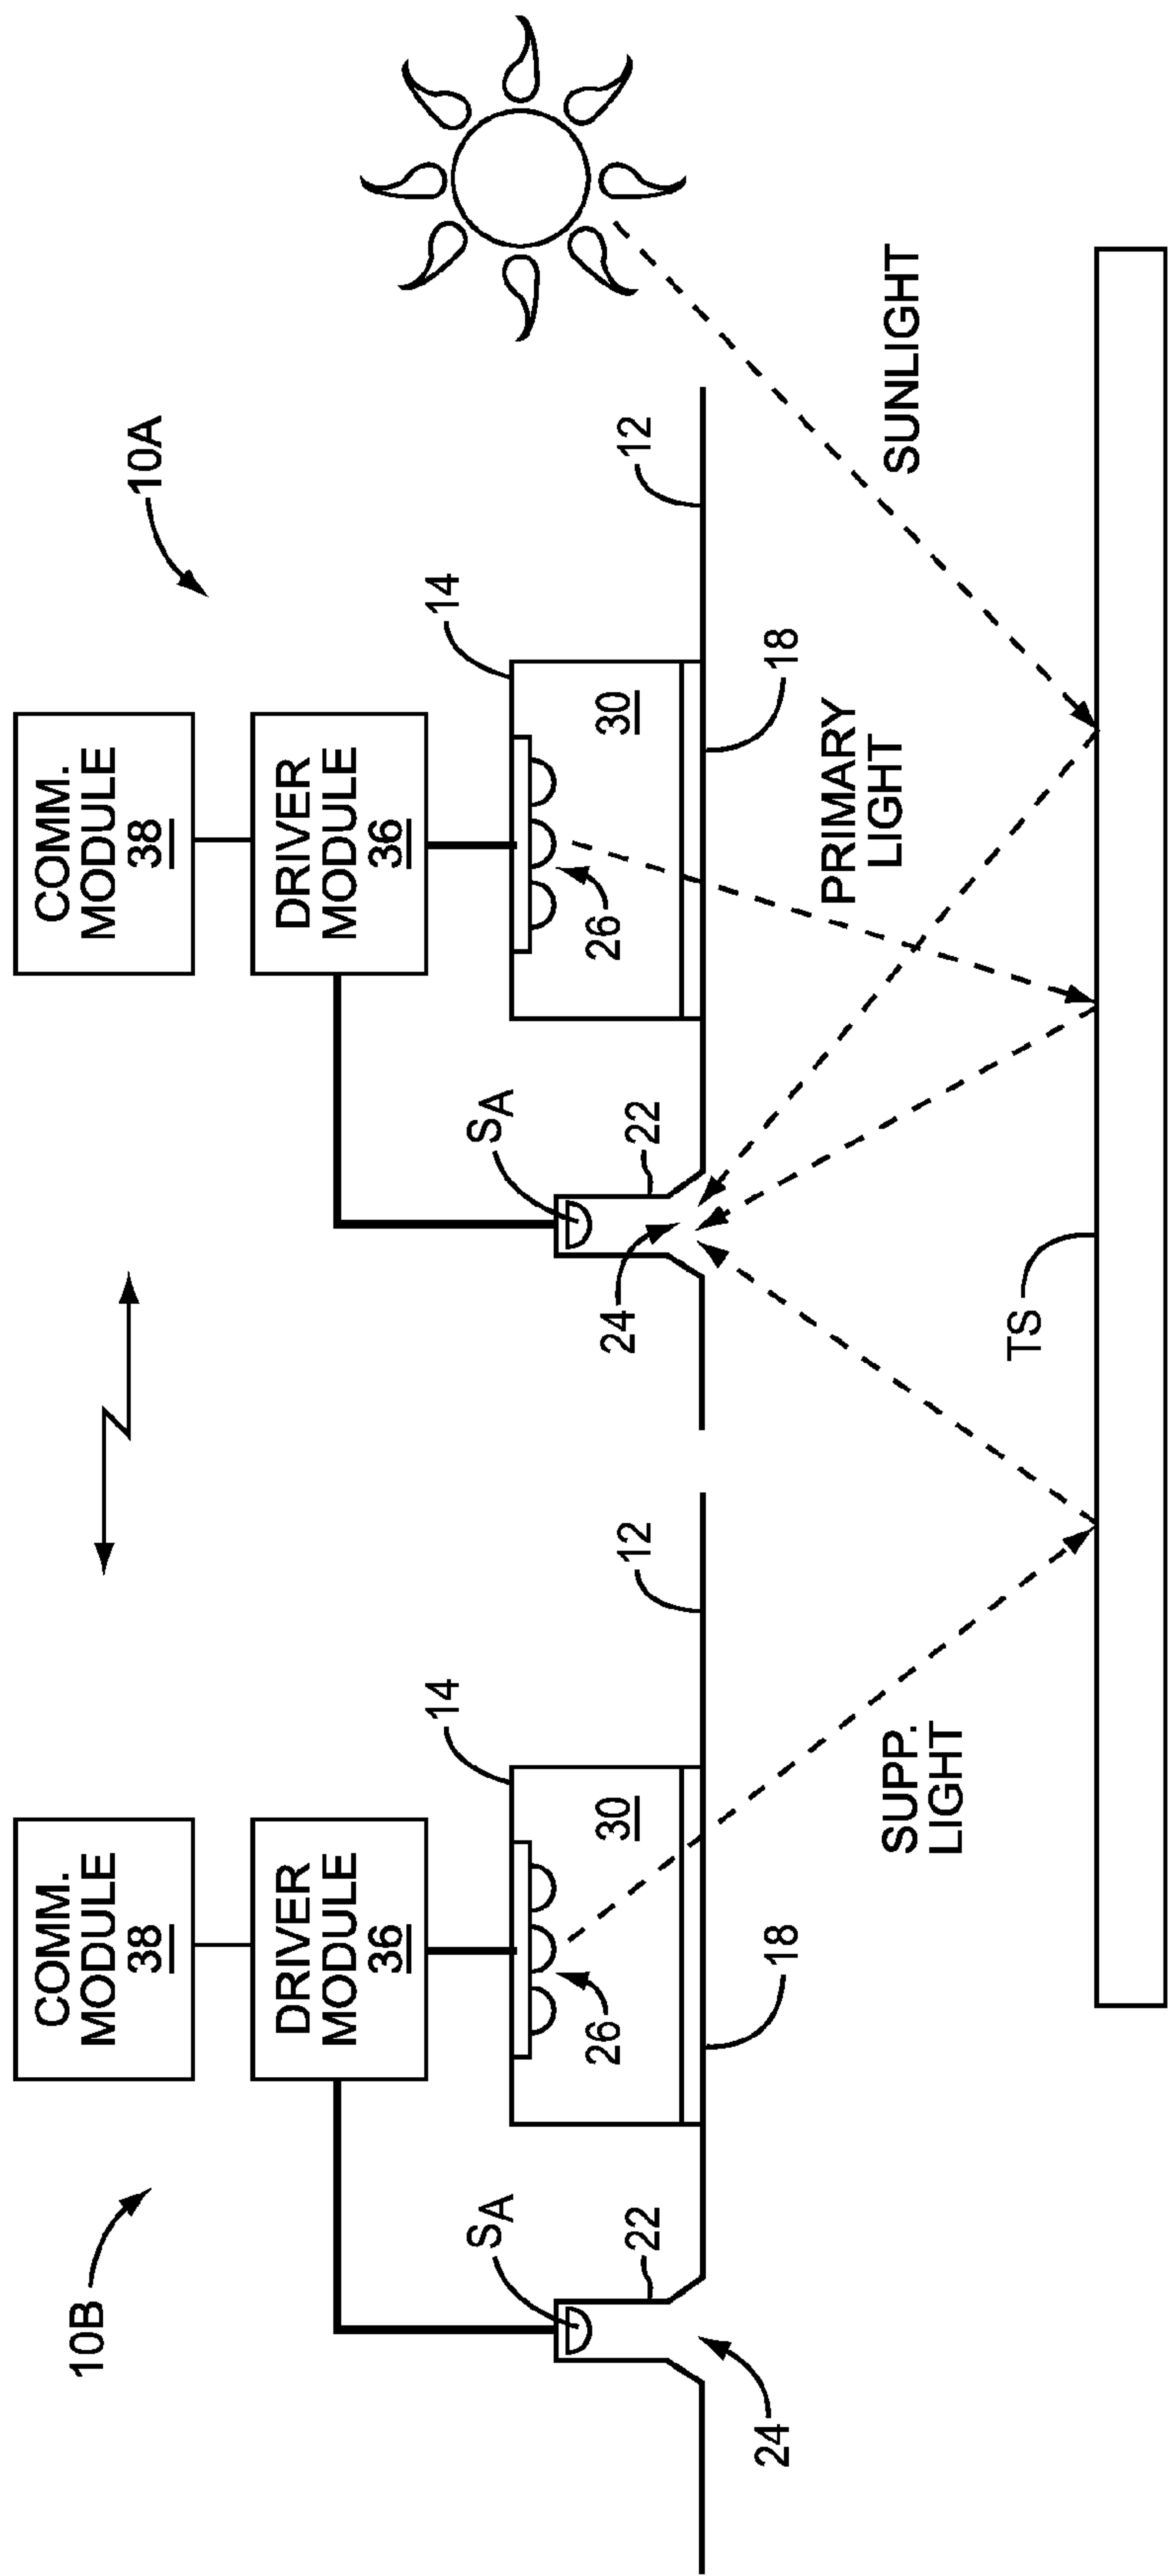 10B
COMM.
MODULE
38
DRIVER
MODULE
36
14
30
26
SA
22
24
18
12
SUPP.
LIGHT
10A
COMM.
MODULE
38
DRIVER
MODULE
36
14
30
26
SA
22
24
18
12
PRIMARY
LIGHT
SUNLIGHT
TS